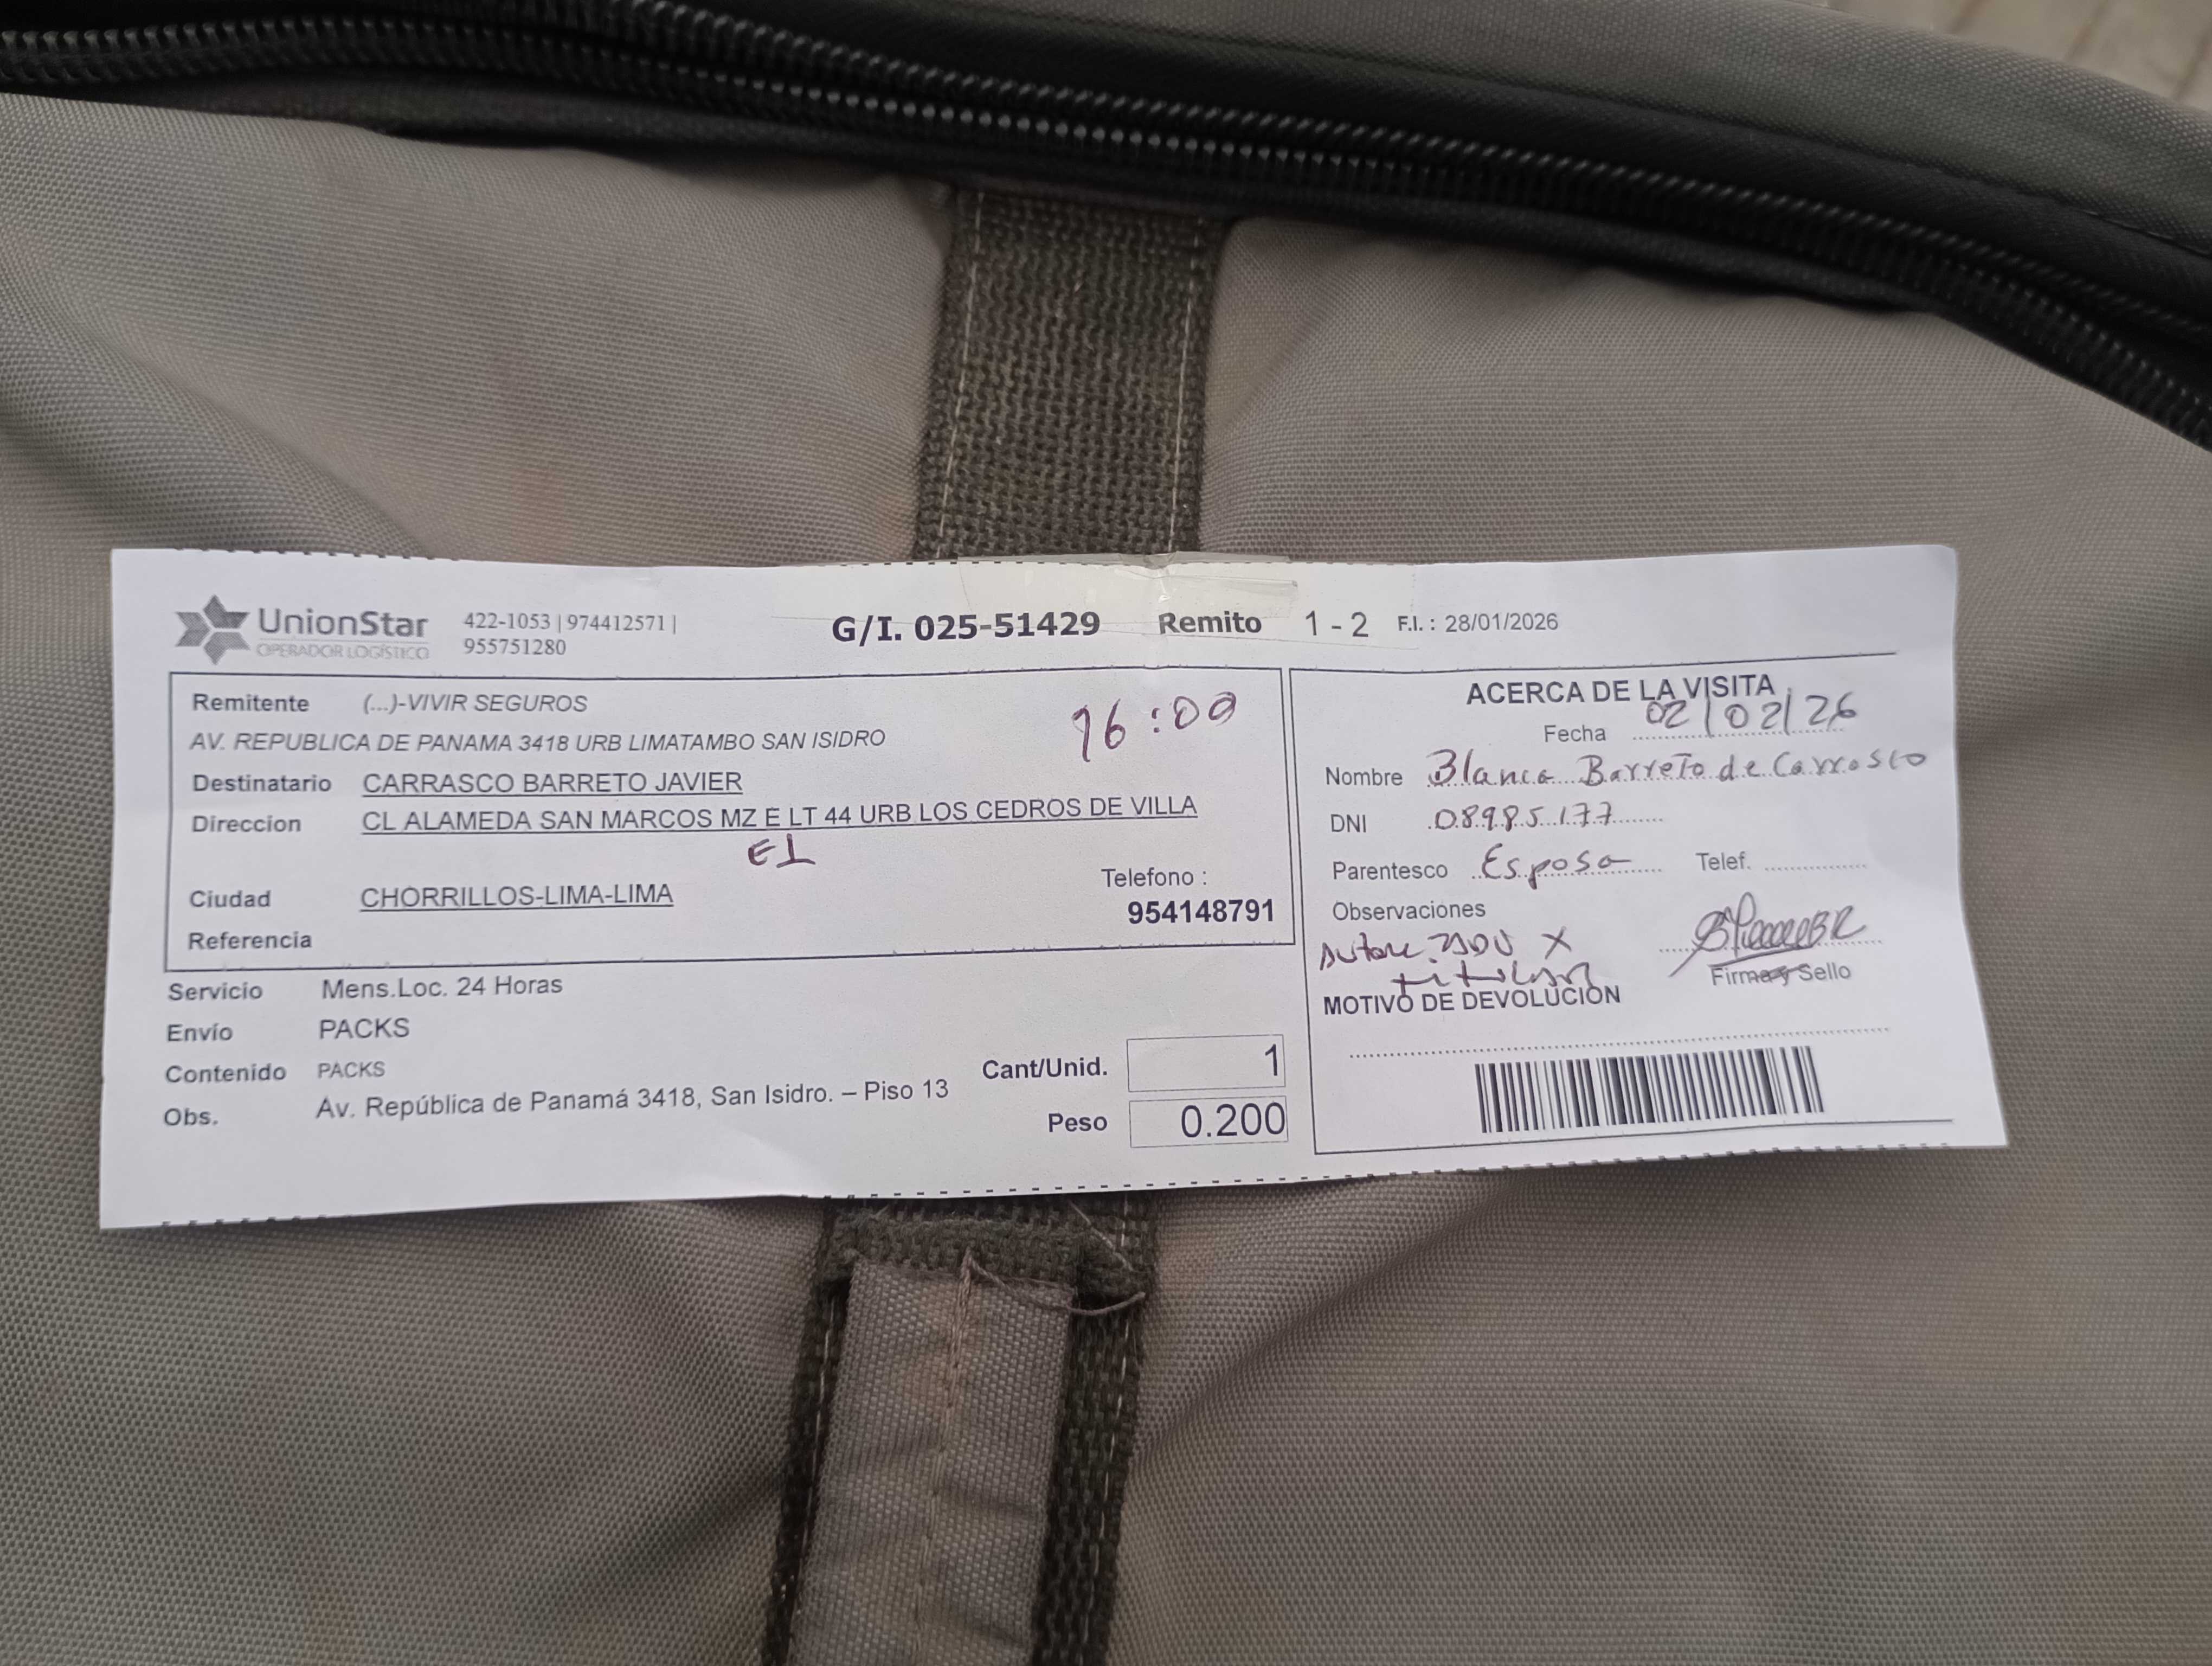 UnionStar
OPERADOR LOGÍSTICO
422-1053 | 974412571 |
955751280
G/I. 025-51429 Remito 1 - 2 F.I. : 28/01/2026
Remitente (...)-VIVIR SEGUROS
16:00
AV. REPUBLICA DE PANAMA 3418 URB LIMATAMBO SAN ISIDRO
Destinatario CARRASCO BARRETO JAVIER
Direccion CL ALAMEDA SAN MARCOS MZ E LT 44 URB LOS CEDROS DE VILLA
E1
Ciudad CHORRILLOS-LIMA-LIMA
Telefono :
954148791
Referencia
Servicio Mens.Loc. 24 Horas
Envío PACKS
Contenido PACKS
Obs. Av. República de Panamá 3418, San Isidro. – Piso 13
Cant/Unid. 1
Peso 0.200
ACERCA DE LA VISITA
Fecha 02/02/26
Nombre Blanca Barreto de Carrasco
DNI 08985177
Parentesco Esposa Telef.
Observaciones
X
titular
Firma y Sello
MOTIVO DE DEVOLUCIÓN